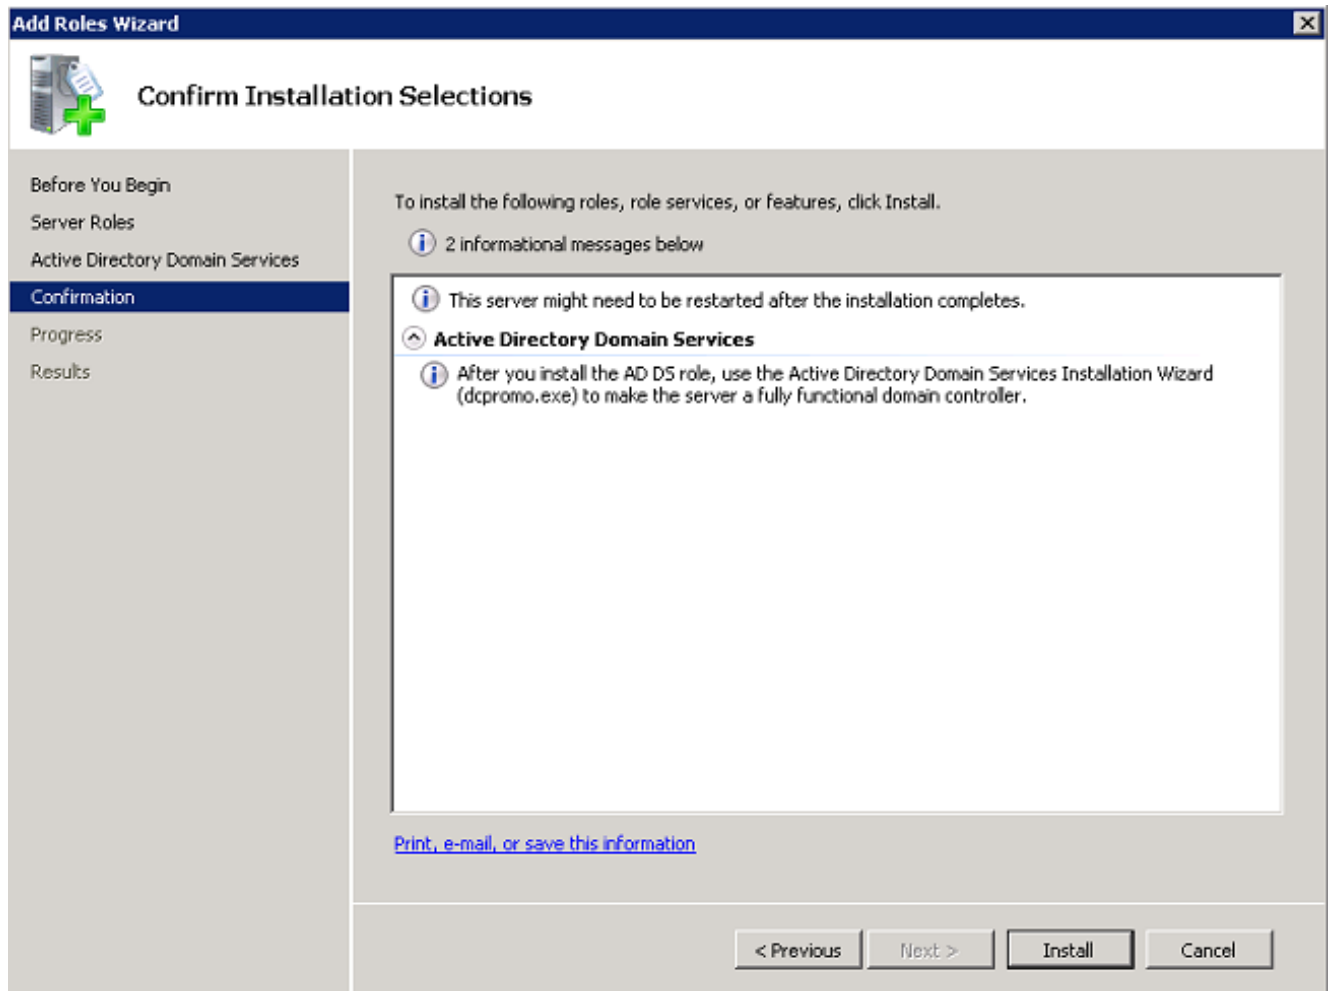 Add Roles Wizard
Confirm Installation Selections
Before You Begin
Server Roles
Active Directory Domain Services
Confirmation
Progress
Results
To install the following roles, role services, or features, click Install.
2 informational messages below
This server might need to be restarted after the installation completes.
Active Directory Domain Services
After you install the AD DS role, use the Active Directory Domain Services Installation Wizard
(dcpromo.exe) to make the server a fully functional domain controller.
Print, e-mail, or save this information
< Previous
Next >
Install
Cancel